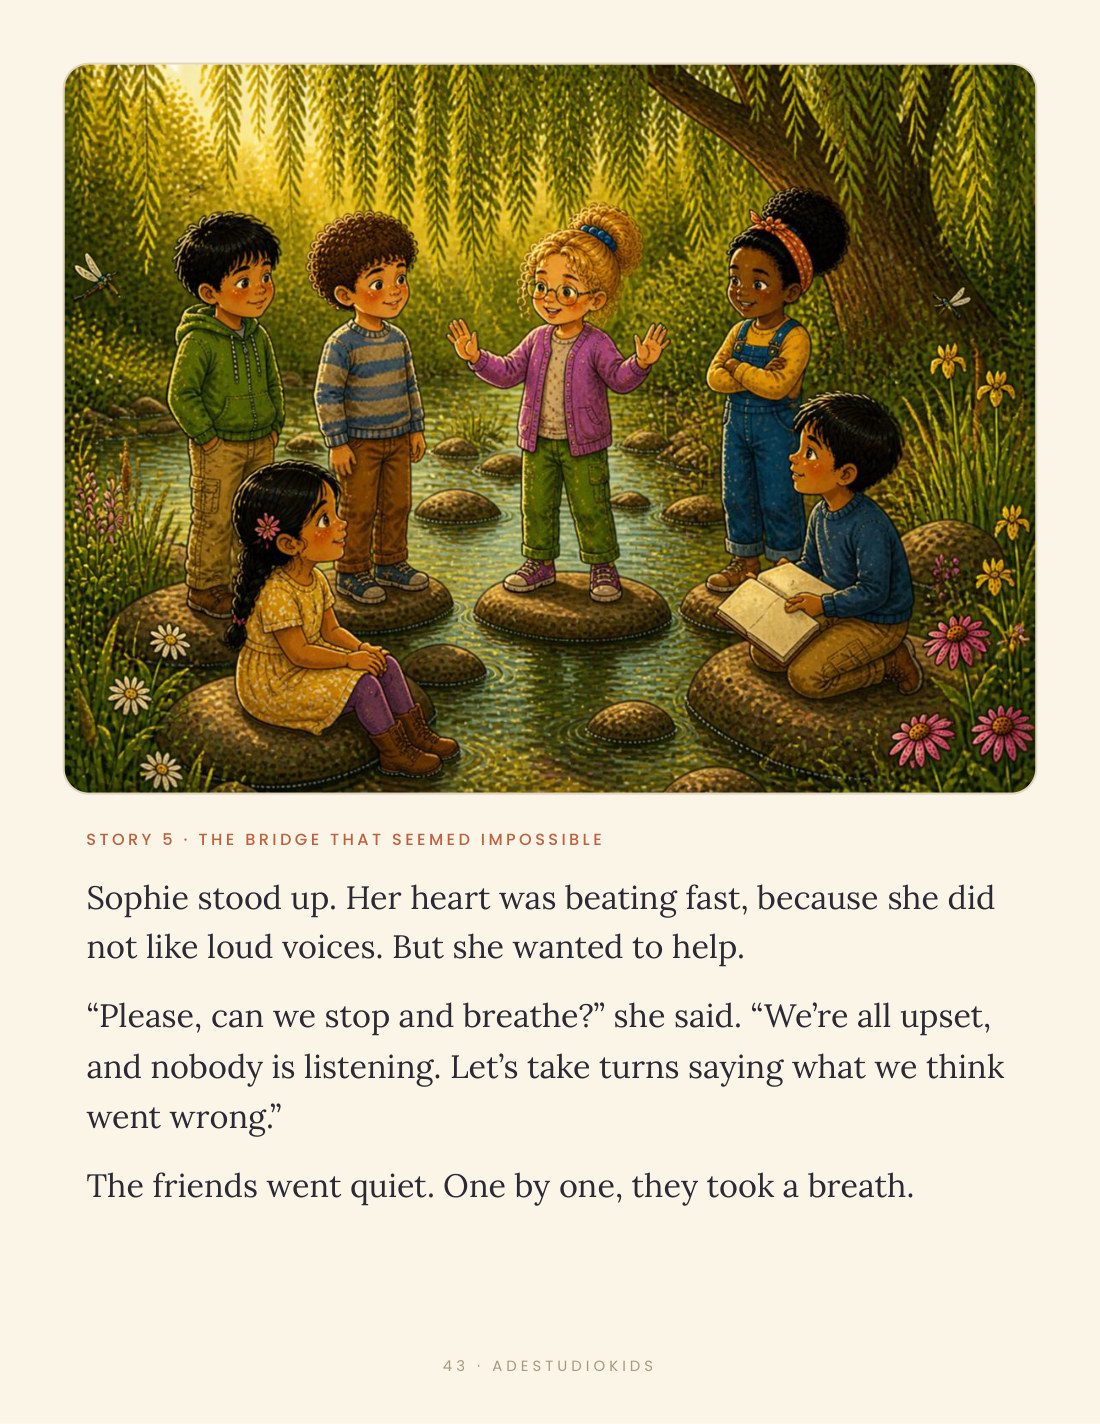 STORY 5 · THE BRIDGE THAT SEEMED IMPOSSIBLE
Sophie stood up. Her heart was beating fast, because she did
not like loud voices. But she wanted to help.
“Please, can we stop and breathe?” she said. “We’re all upset,
and nobody is listening. Let’s take turns saying what we think
went wrong.”
The friends went quiet. One by one, they took a breath.
43 · ADESTUDIOKIDS